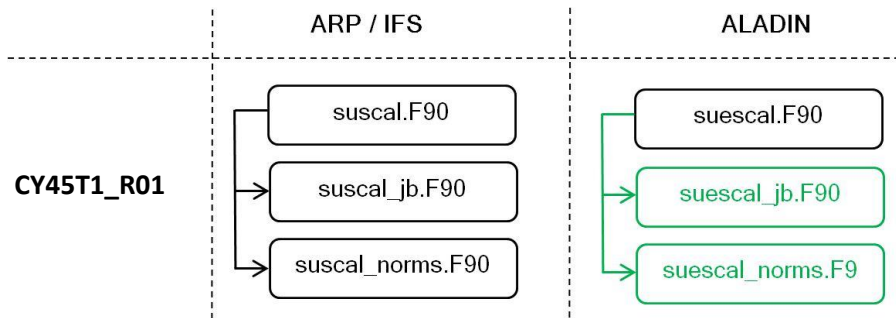 ARP / IFS
ALADIN
CY45T1_R01
suscal.F90
suscal_jb.F90
suscal_norms.F90
suescal.F90
suescal_jb.F90
suescal_norms.F9